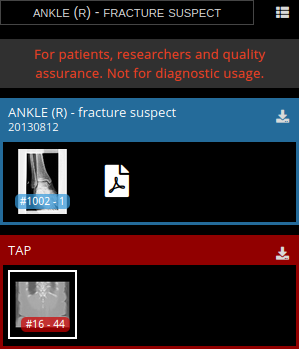 ANKLE (R) - FRACTURE SUSPECT
For patients, researchers and quality
assurance. Not for diagnostic usage.
ANKLE (R) - fracture suspect
20130812
#1002 - 1
TAP
#16 - 44